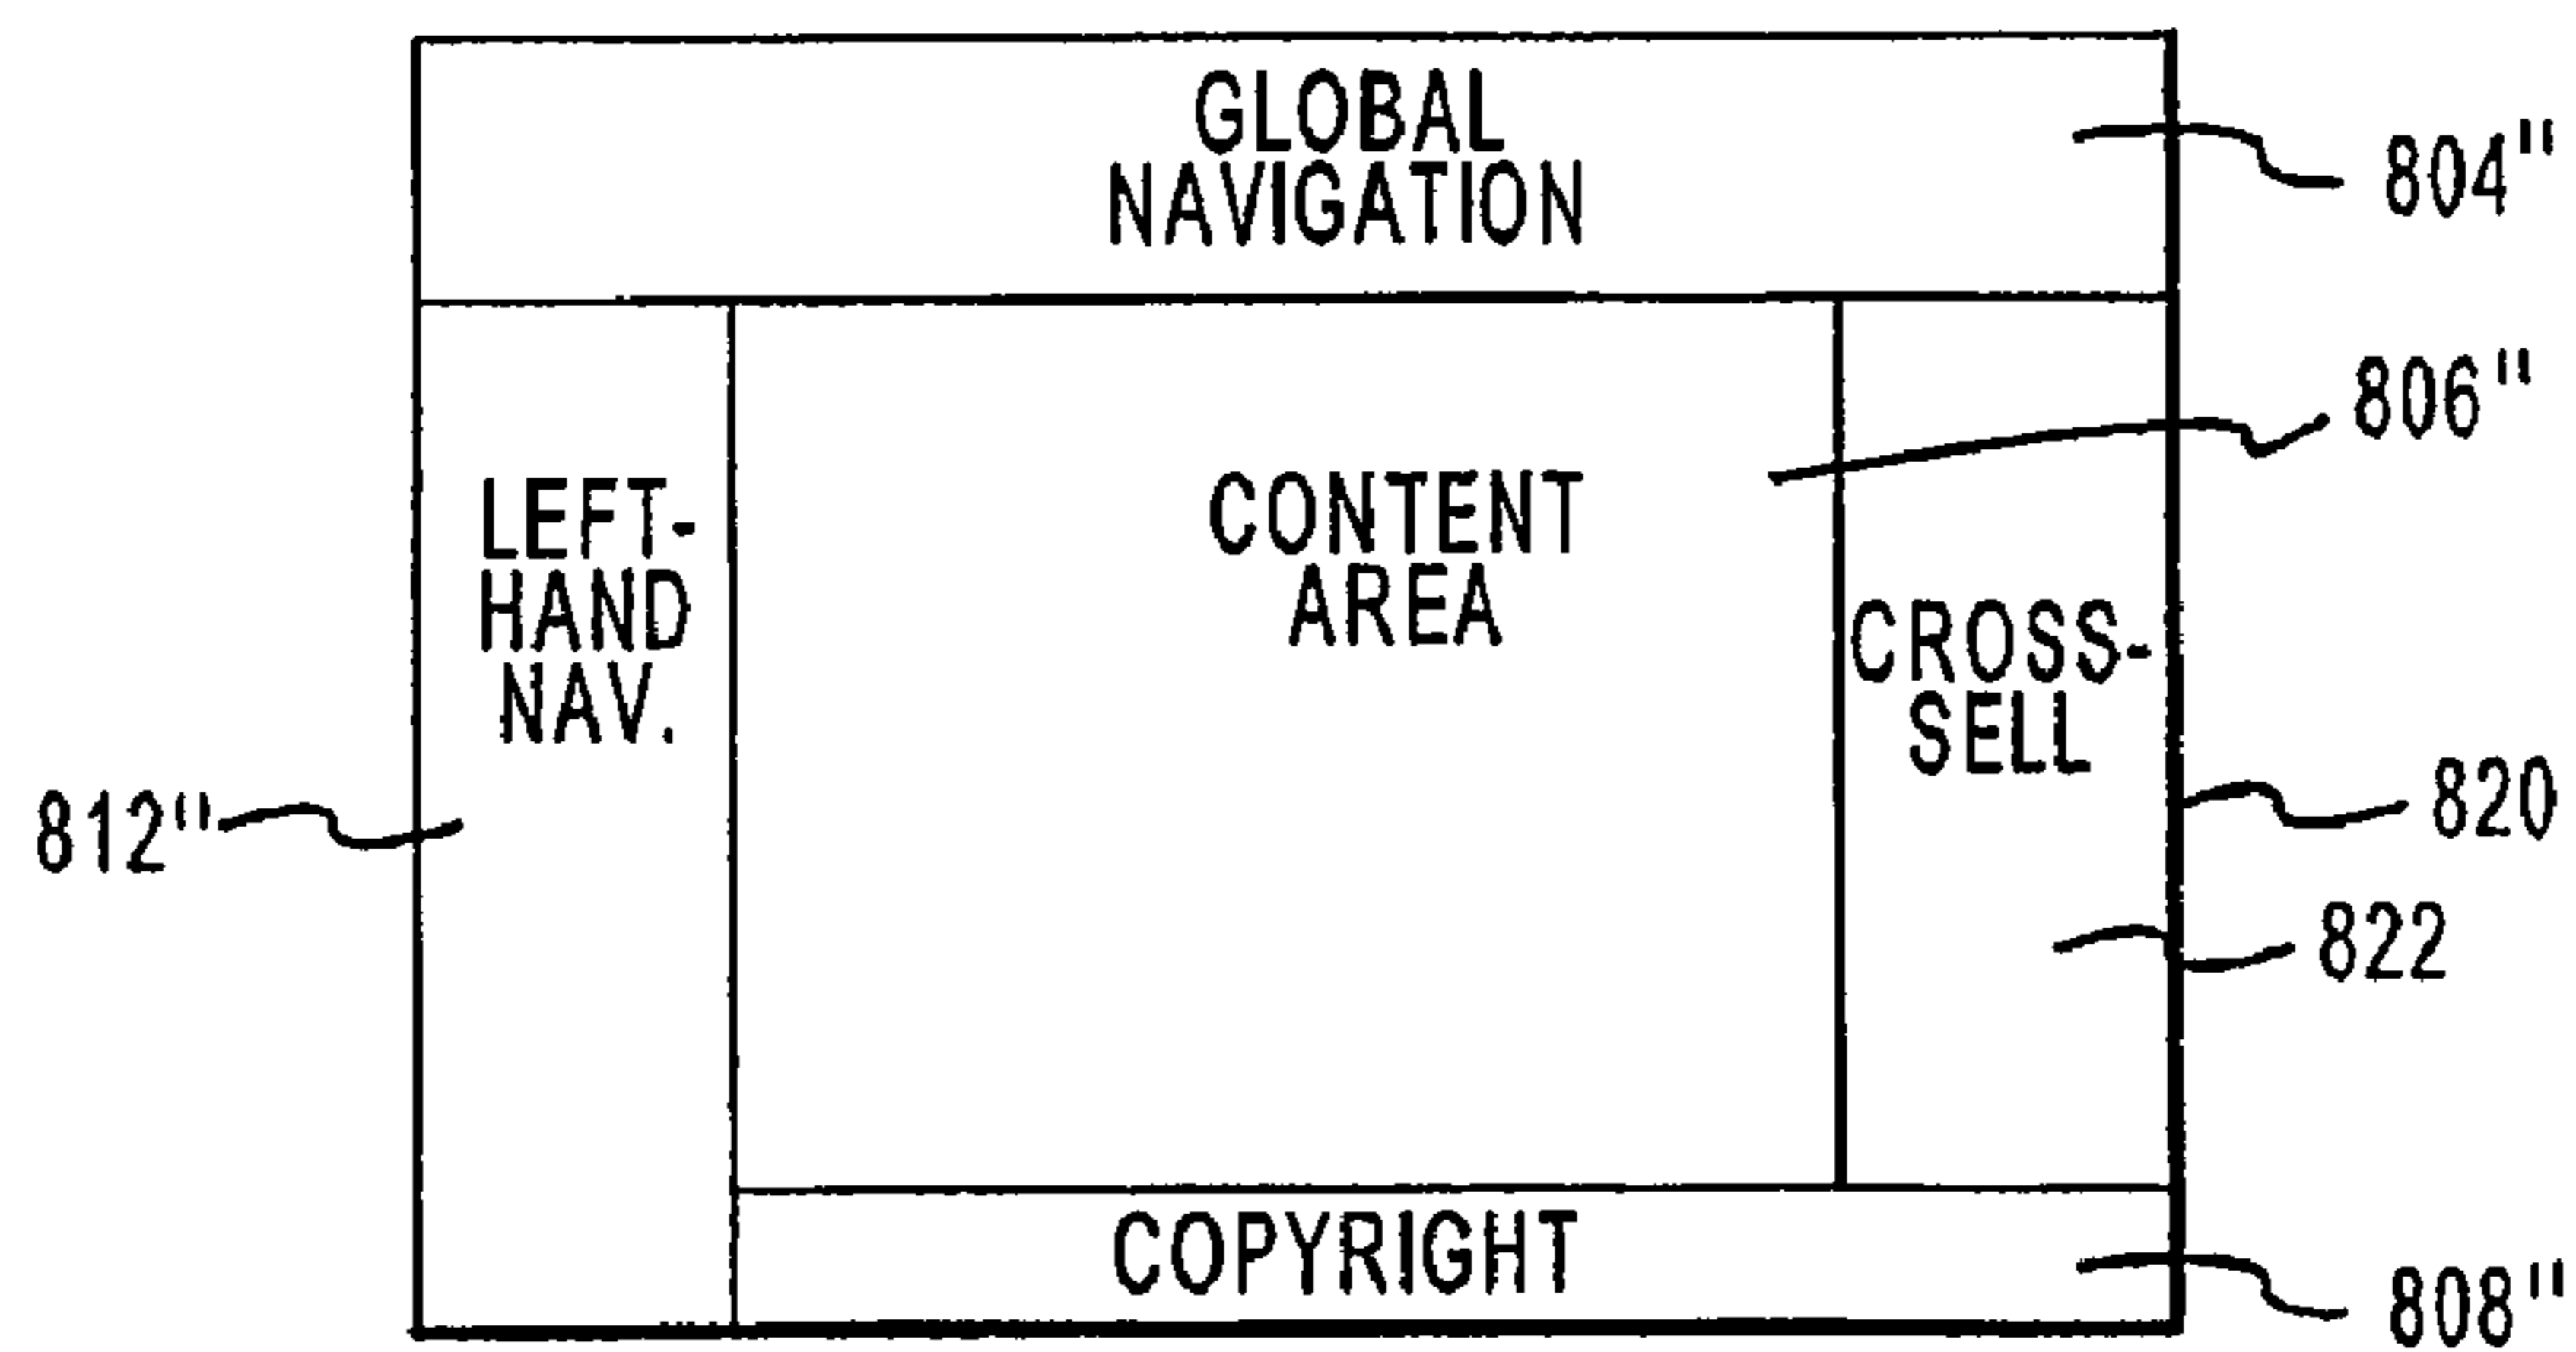 GLOBAL
NAVIGATION
804"
806"
LEFT-
HAND
NAV.
CONTENT
AREA
CROSS-
SELL
812"
820
822
COPYRIGHT
808"